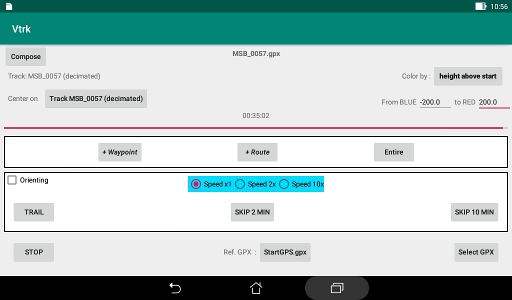 10:56
Vtrk
Compose
MSB_0057.gpx
Track: MSB_0057 (decimated)
Color by :
height above start
Center on
Track MSB_0057 (decimated)
From BLUE -200.0 to RED 200.0
00:35:02
+ Waypoint
+ Route
Entire
Orienting
Speed x1 Speed 2x Speed 10x
TRAIL
SKIP 2 MIN
SKIP 10 MIN
STOP
Ref. GPX : StartGPS.gpx
Select GPX